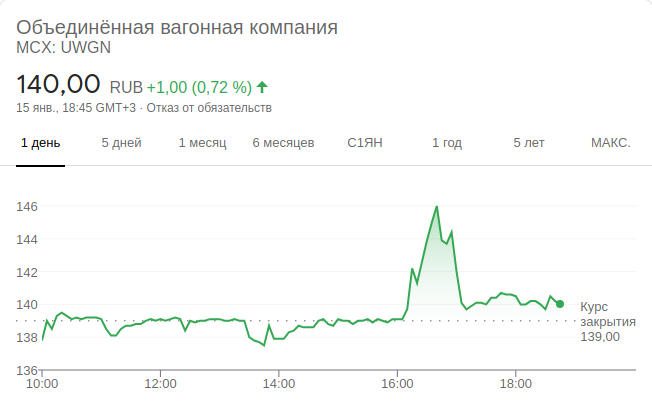 Объединённая вагонная компания
MCX: UWGN
140,00 RUB +1,00 (0,72 %)
15 янв., 18:45 GMT+3 · Отказ от обязательств
1 день 5 дней 1 месяц 6 месяцев С1ЯН 1 год 5 лет МАКС.
146
144
142
140
138
136
Курс
закрытия
139,00
10:00 12:00 14:00 16:00 18:00